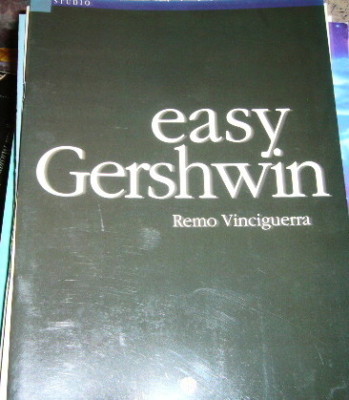 STUDIO
easy
Gershwin
Remo Vinciguerra